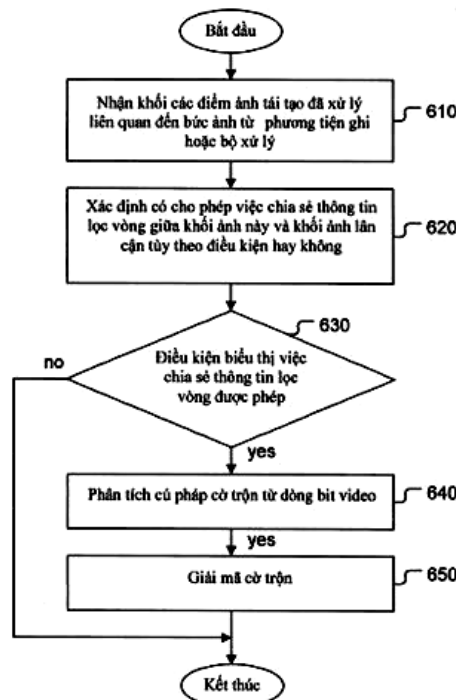 Bắt đầu
Nhận khối các điểm ảnh tái tạo đã xử lý
liên quan đến bức ảnh từ phương tiện ghi
hoặc bộ xử lý
610
Xác định có cho phép việc chia sẻ thông tin
lọc vòng giữa khối ảnh này và khối ảnh lân
cận tùy theo điều kiện hay không
620
630
no
Điều kiện biểu thị việc
chia sẻ thông tin lọc
vòng được phép
yes
Phân tích cú pháp cờ trộn từ dòng bit video
640
yes
Giải mã cờ trộn
650
Kết thúc